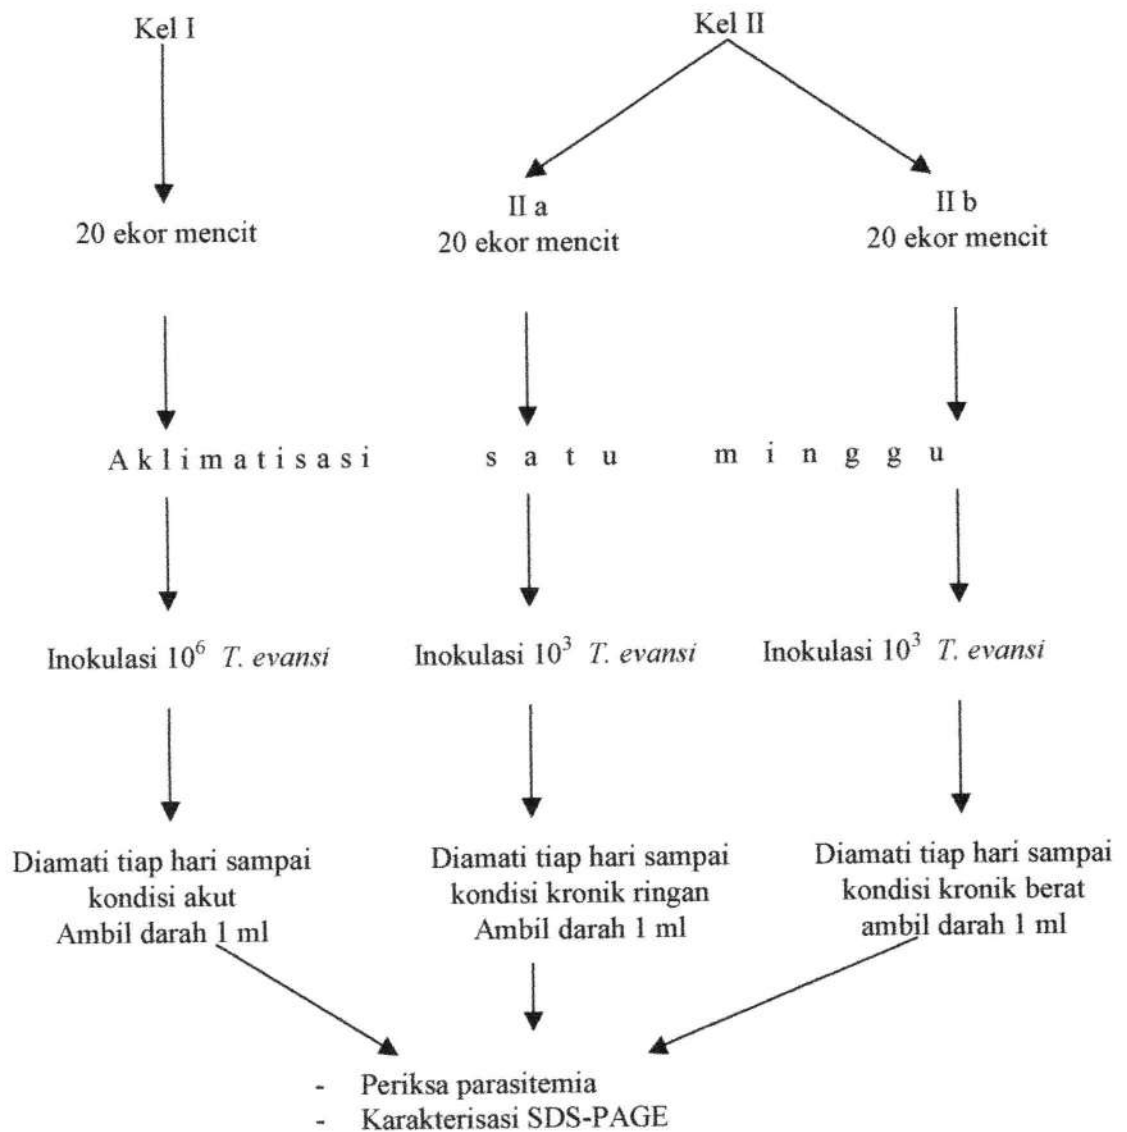 Kel I
Kel II
20 ekor mencit
II a
20 ekor mencit
II b
20 ekor mencit
Aklimatisasi satu minggu
Inokulasi 10⁶ T. evansi
Inokulasi 10³ T. evansi
Inokulasi 10³ T. evansi
Diamati tiap hari sampai
kondisi akut
Ambil darah 1 ml
Diamati tiap hari sampai
kondisi kronik ringan
Ambil darah 1 ml
Diamati tiap hari sampai
kondisi kronik berat
ambil darah 1 ml
- Periksa parasitemia
- Karakterisasi SDS-PAGE